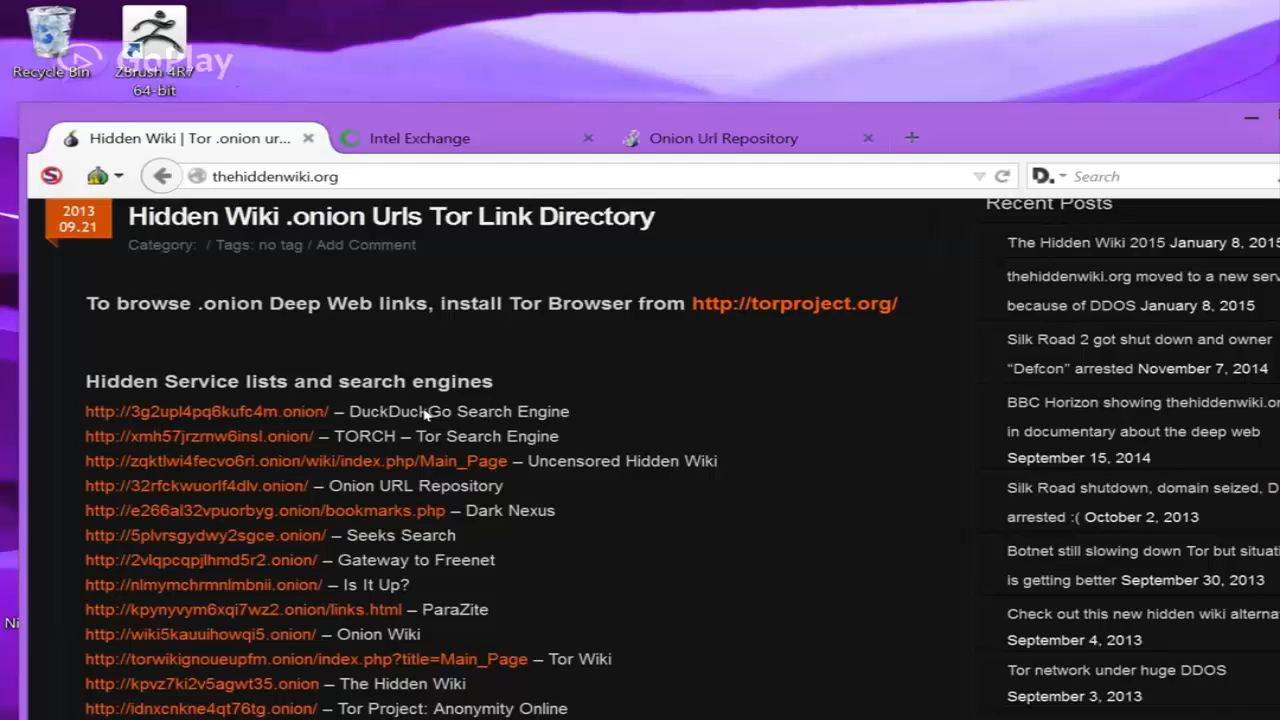 Recycle Bin
GoPlay
ZBrush 4R7
64-bit
Hidden Wiki | Tor .onion ur...
Intel Exchange
Onion Url Repository
thehiddenwiki.org
D.
Search
2013
09.21
Hidden Wiki .onion Urls Tor Link Directory
Category: / Tags: no tag / Add Comment
To browse .onion Deep Web links, install Tor Browser from http://torproject.org/
Hidden Service lists and search engines
http://3g2upl4pq6kufc4m.onion/ – DuckDuckGo Search Engine
http://xmh57jrzrnw6insl.onion/ – TORCH – Tor Search Engine
http://zqktlwi4fecvo6ri.onion/wiki/index.php/Main_Page – Uncensored Hidden Wiki
http://32rfckwuorlf4dlv.onion/ – Onion URL Repository
http://e266al32vpuorbyg.onion/bookmarks.php – Dark Nexus
http://5plvrsgydwy2sgce.onion/ – Seeks Search
http://2vlqpcqpjlhmd5r2.onion/ – Gateway to Freenet
http://nlmymchrmnlmbnii.onion/ – Is It Up?
http://kpynyvym6xqi7wz2.onion/links.html – ParaZite
http://wiki5kauuihowqi5.onion/ – Onion Wiki
http://torwikignoueupfm.onion/index.php?title=Main_Page – Tor Wiki
http://kpvz7ki2v5agwt35.onion – The Hidden Wiki
http://idnxcnkne4qt76tg.onion/ – Tor Project: Anonymity Online
Recent Posts
The Hidden Wiki 2015 January 8, 2015
thehiddenwiki.org moved to a new serv
because of DDOS January 8, 2015
Silk Road 2 got shut down and owner
“Defcon” arrested November 7, 2014
BBC Horizon showing thehiddenwiki.or
in documentary about the deep web
September 15, 2014
Silk Road shutdown, domain seized, D
arrested :( October 2, 2013
Botnet still slowing down Tor but situati
is getting better September 30, 2013
Check out this new hidden wiki alterna
September 4, 2013
Tor network under huge DDOS
September 3, 2013
Ni